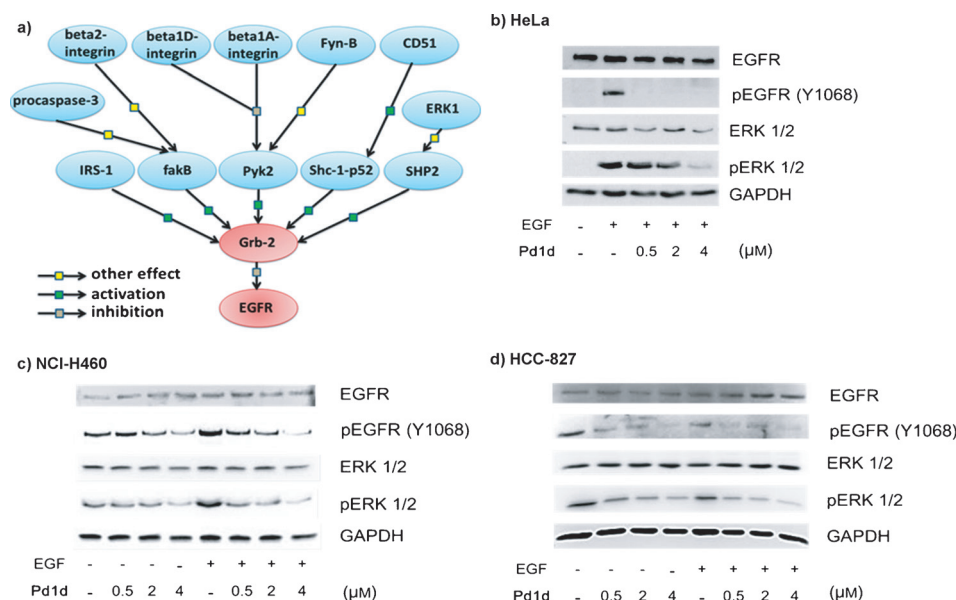 a)
beta2-
integrin
beta1D-
integrin
beta1A-
integrin
Fyn-B
CD51
procaspase-3
ERK1
IRS-1
fakB
Pyk2
Shc-1-p52
SHP2
Grb-2
EGFR
other effect
activation
inhibition
b) HeLa
EGFR
pEGFR (Y1068)
ERK 1/2
pERK 1/2
GAPDH
EGF - + + + +
Pd1d - - 0.5 2 4 (μM)
c) NCI-H460
EGFR
pEGFR (Y1068)
ERK 1/2
pERK 1/2
GAPDH
EGF - - - - + + + +
Pd1d - 0.5 2 4 - 0.5 2 4 (μM)
d) HCC-827
EGFR
pEGFR (Y1068)
ERK 1/2
pERK 1/2
GAPDH
EGF - - - - + + + +
Pd1d - 0.5 2 4 - 0.5 2 4 (μM)